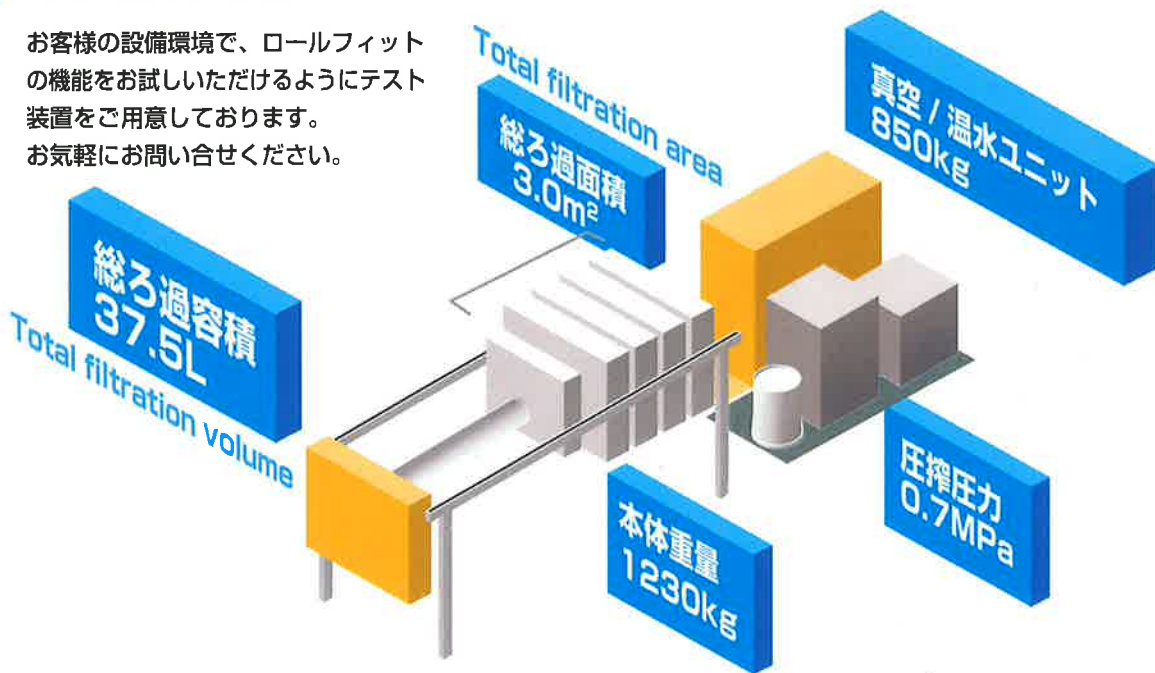 お客様の設備環境で、ロールフィット
の機能をお試しいただけるようにテスト
装置をご用意しております。
お気軽にお問い合せください。
Total filtration area
総ろ過面積
3.0m²
真空 / 温水ユニット
850kg
総ろ過容積
37.5L
Total filtration volume
圧搾圧力
0.7MPa
本体重量
1230kg